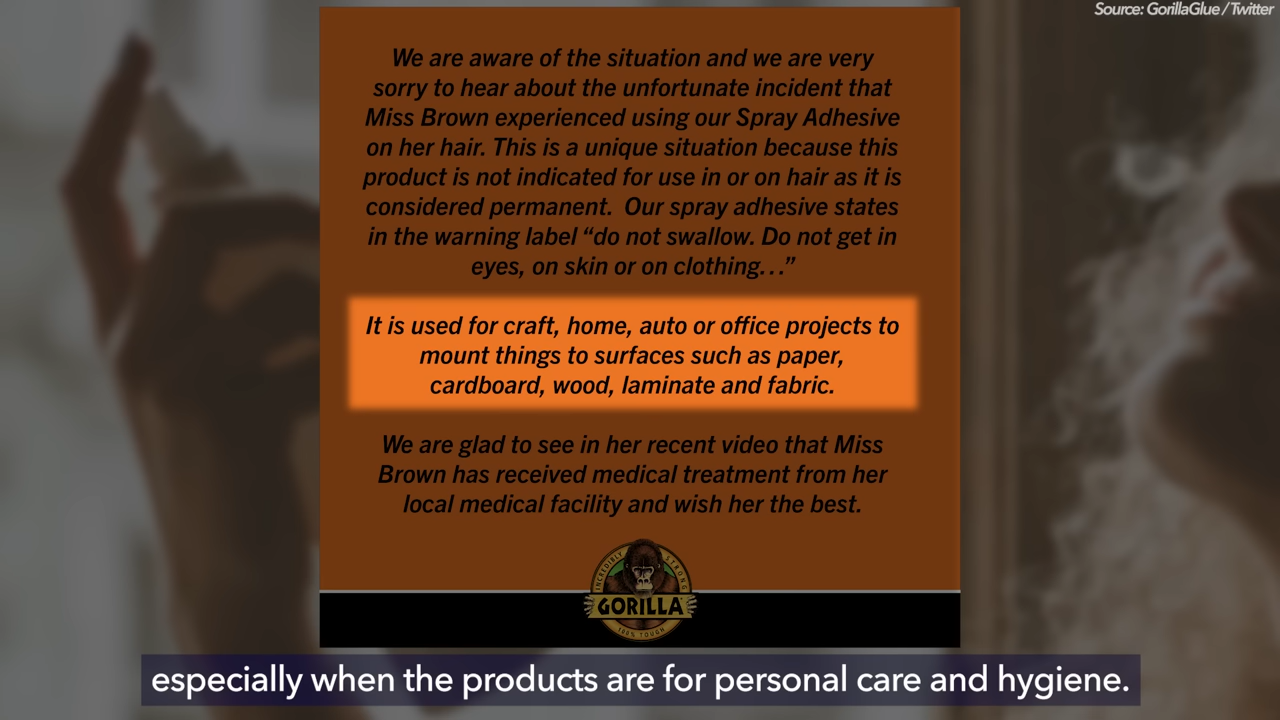 Source: GorillaGlue / Twitter
We are aware of the situation and we are very
sorry to hear about the unfortunate incident that
Miss Brown experienced using our Spray Adhesive
on her hair. This is a unique situation because this
product is not indicated for use in or on hair as it is
considered permanent.  Our spray adhesive states
in the warning label “do not swallow. Do not get in
eyes, on skin or on clothing…”
It is used for craft, home, auto or office projects to
mount things to surfaces such as paper,
cardboard, wood, laminate and fabric.
We are glad to see in her recent video that Miss
Brown has received medical treatment from her
local medical facility and wish her the best.
INCREDIBLY STRONG
GORILLA
100% TOUGH
especially when the products are for personal care and hygiene.